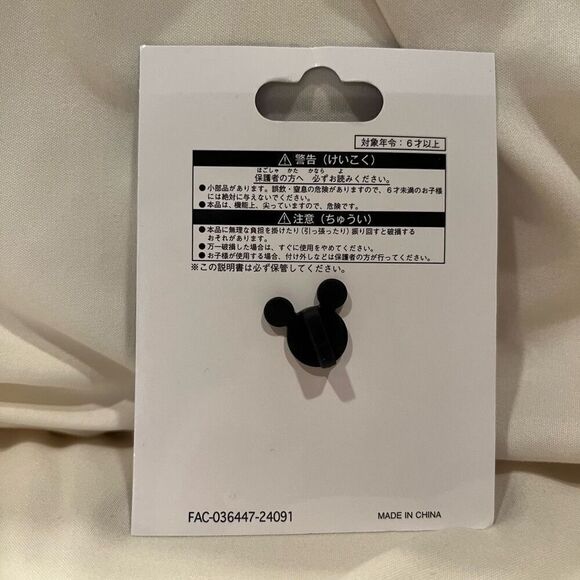 対象年令：6才以上
⚠警告（けいこく）
ほごしゃ かた かなら よ
保護者の方へ 必ずお読みください。
●小部品があります。誤飲・窒息の危険がありますので、6才未満のお子様
には絶対に与えないでください。
●本品は、機能上、尖っていますので、危険です。
⚠注意（ちゅうい）
●本品に無理な負担を掛けたり(引っ張ったり)振り回すと破損する
おそれがあります。
●万一破損した場合は、すぐに使用をやめてください。
●お子様が使用する場合、付け外しなどは保護者の方が行ってください。
※この説明書は必ず保管してください。
FAC-036447-24091
MADE IN CHINA